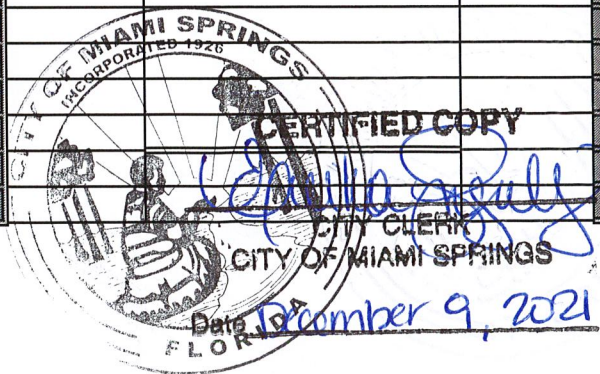 CITY OF MIAMI SPRINGS
INCORPORATED 1926
CERTIFIED COPY
CITY CLERK
CITY OF MIAMI SPRINGS
Date December 9, 2021
FLORIDA